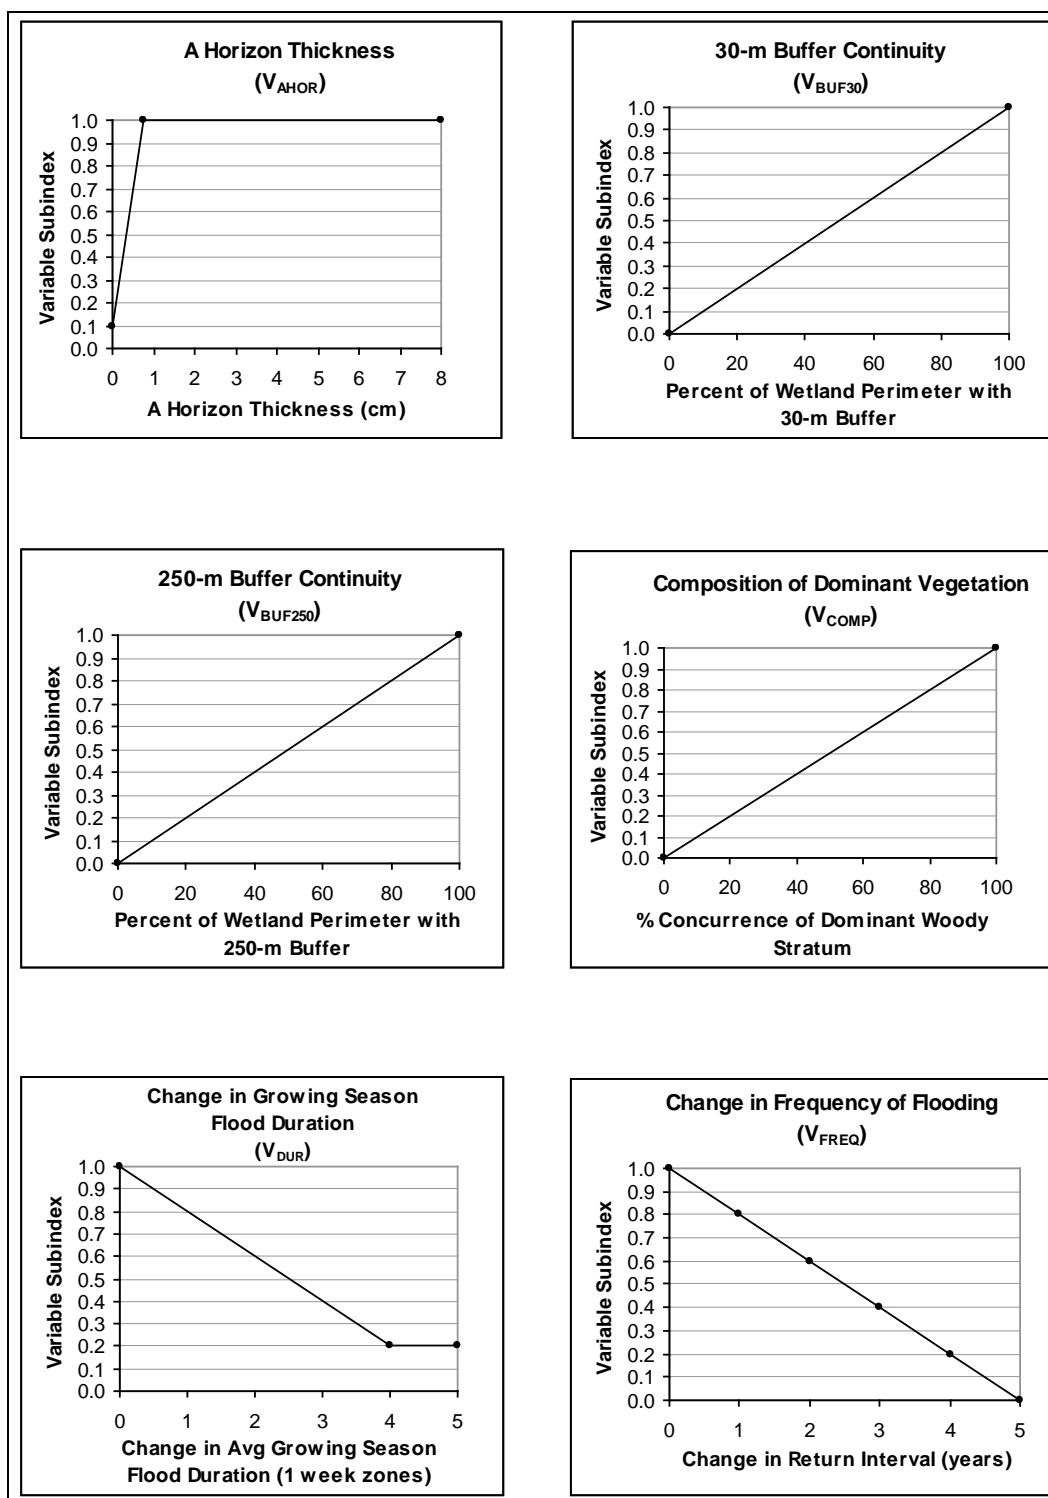 A Horizon Thickness
(VAHOR)
1.0
0.9
0.8
0.7
0.6
0.5
0.4
0.3
0.2
0.1
0.0
Variable Subindex
0 1 2 3 4 5 6 7 8
A Horizon Thickness (cm)
30-m Buffer Continuity
(VBUF30)
1.0
0.9
0.8
0.7
0.6
0.5
0.4
0.3
0.2
0.1
0.0
Variable Subindex
0 20 40 60 80 100
Percent of Wetland Perimeter with
30-m Buffer
250-m Buffer Continuity
(VBUF250)
1.0
0.9
0.8
0.7
0.6
0.5
0.4
0.3
0.2
0.1
0.0
Variable Subindex
0 20 40 60 80 100
Percent of Wetland Perimeter with
250-m Buffer
Composition of Dominant Vegetation
(VCOMP)
1.0
0.9
0.8
0.7
0.6
0.5
0.4
0.3
0.2
0.1
0.0
Variable Subindex
0 20 40 60 80 100
% Concurrence of Dominant Woody
Stratum
Change in Growing Season
Flood Duration
(VDUR)
1.0
0.9
0.8
0.7
0.6
0.5
0.4
0.3
0.2
0.1
0.0
Variable Subindex
0 1 2 3 4 5
Change in Avg Growing Season
Flood Duration (1 week zones)
Change in Frequency of Flooding
(VFREQ)
1.0
0.9
0.8
0.7
0.6
0.5
0.4
0.3
0.2
0.1
0.0
Variable Subindex
0 1 2 3 4 5
Change in Return Interval (years)